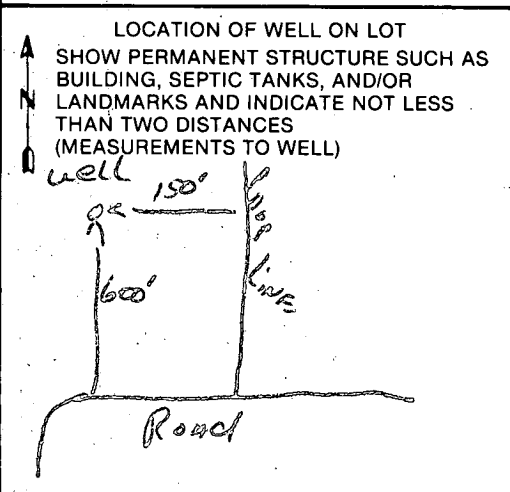 LOCATION OF WELL ON LOT
SHOW PERMANENT STRUCTURE SUCH AS
BUILDING, SEPTIC TANKS, AND/OR
N LANDMARKS AND INDICATE NOT LESS
THAN TWO DISTANCES
(MEASUREMENTS TO WELL)
well
150'
Prop
Line
600'
Road